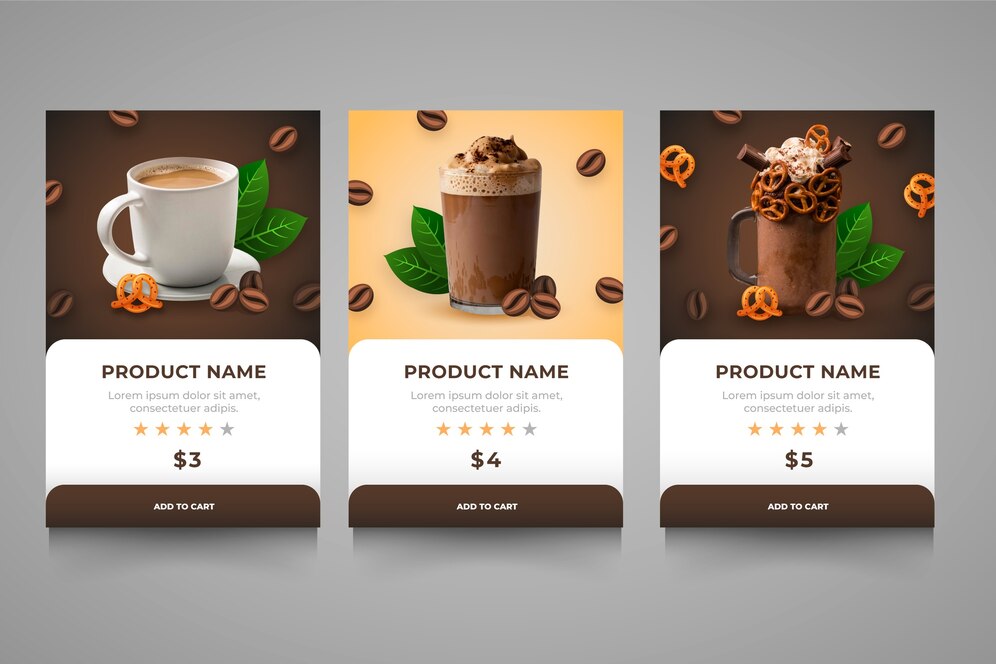 PRODUCT NAME
Lorem ipsum dolor sit amet,
consectetuer adipis.
$3
ADD TO CART
PRODUCT NAME
Lorem ipsum dolor sit amet,
consectetuer adipis.
$4
ADD TO CART
PRODUCT NAME
Lorem ipsum dolor sit amet,
consectetuer adipis.
$5
ADD TO CART